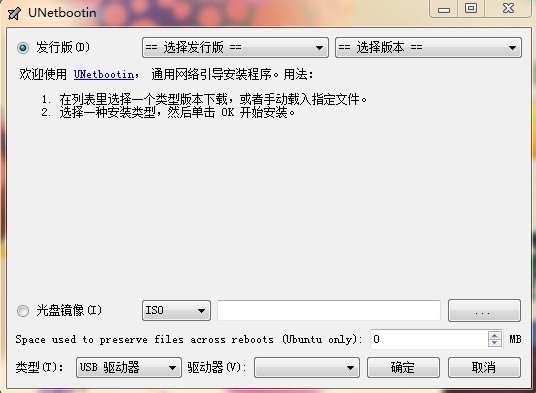 UNetbootin
发行版(D) == 选择发行版 == == 选择版本 ==
欢迎使用 UNetbootin， 通用网络引导安装程序。用法：
1. 在列表里选择一个类型版本下载，或者手动载入指定文件。
2. 选择一种安装类型，然后单击 OK 开始安装。
光盘镜像(I) ISO ...
Space used to preserve files across reboots (Ubuntu only): 0 MB
类型(T): USB 驱动器 驱动器(V): 确定 取消